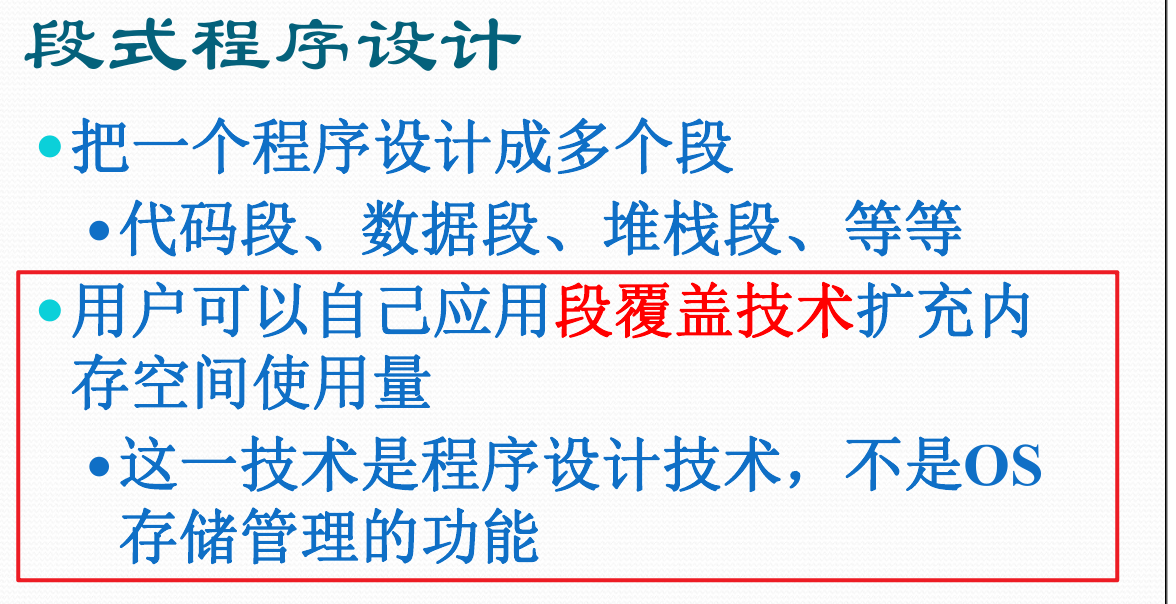 段式程序设计
•把一个程序设计成多个段
•代码段、数据段、堆栈段、等等
•用户可以自己应用段覆盖技术扩充内
存空间使用量
•这一技术是程序设计技术，不是OS
存储管理的功能